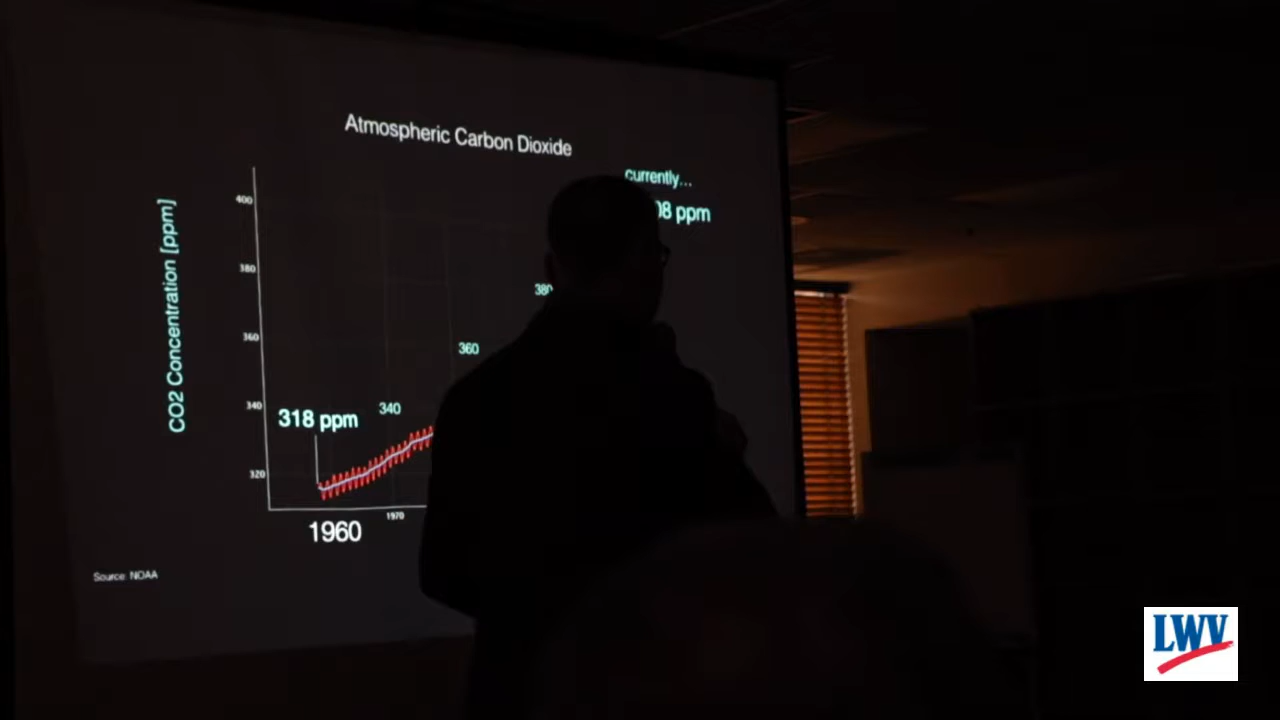 Atmospheric Carbon Dioxide
currently...
08 ppm
CO2 Concentration [ppm]
400
380
360
340
320
380
360
340
318 ppm
1970
1960
Source: NOAA
LWV